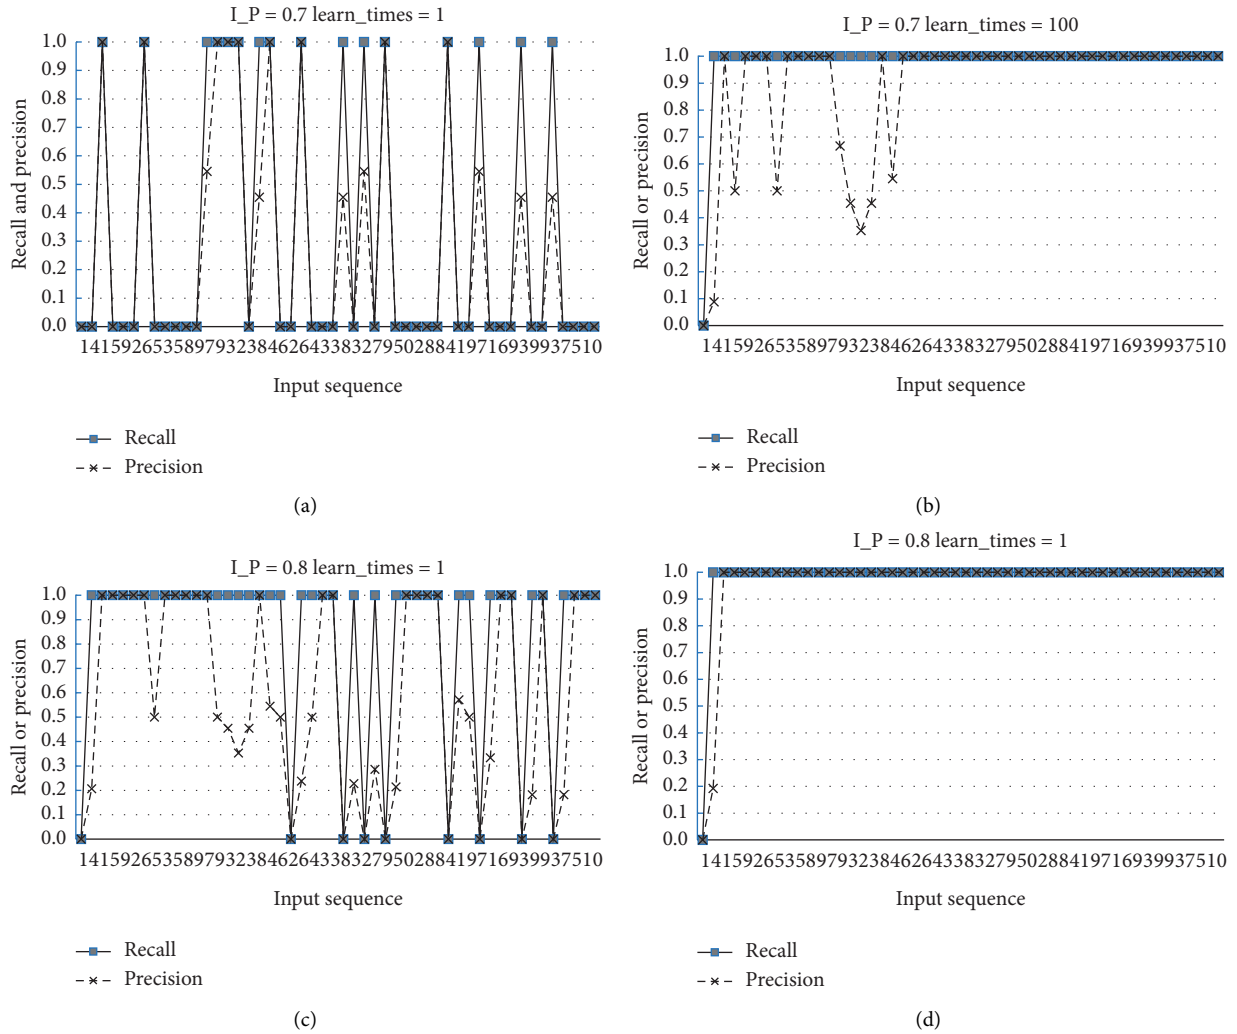 I_P = 0.7 learn_times = 1
1.0
0.9
0.8
0.7
0.6
0.5
0.4
0.3
0.2
0.1
0.0
Recall and precision
14159265358979323846264338327950288419716939937510
Input sequence
Recall
Precision
(a)
I_P = 0.7 learn_times = 100
1.0
0.9
0.8
0.7
0.6
0.5
0.4
0.3
0.2
0.1
0.0
Recall or precision
14159265358979323846264338327950288419716939937510
Input sequence
Recall
Precision
(b)
I_P = 0.8 learn_times = 1
1.0
0.9
0.8
0.7
0.6
0.5
0.4
0.3
0.2
0.1
0.0
Recall or precision
14159265358979323846264338327950288419716939937510
Input sequence
Recall
Precision
(c)
I_P = 0.8 learn_times = 1
1.0
0.9
0.8
0.7
0.6
0.5
0.4
0.3
0.2
0.1
0.0
Recall or precision
14159265358979323846264338327950288419716939937510
Input sequence
Recall
Precision
(d)